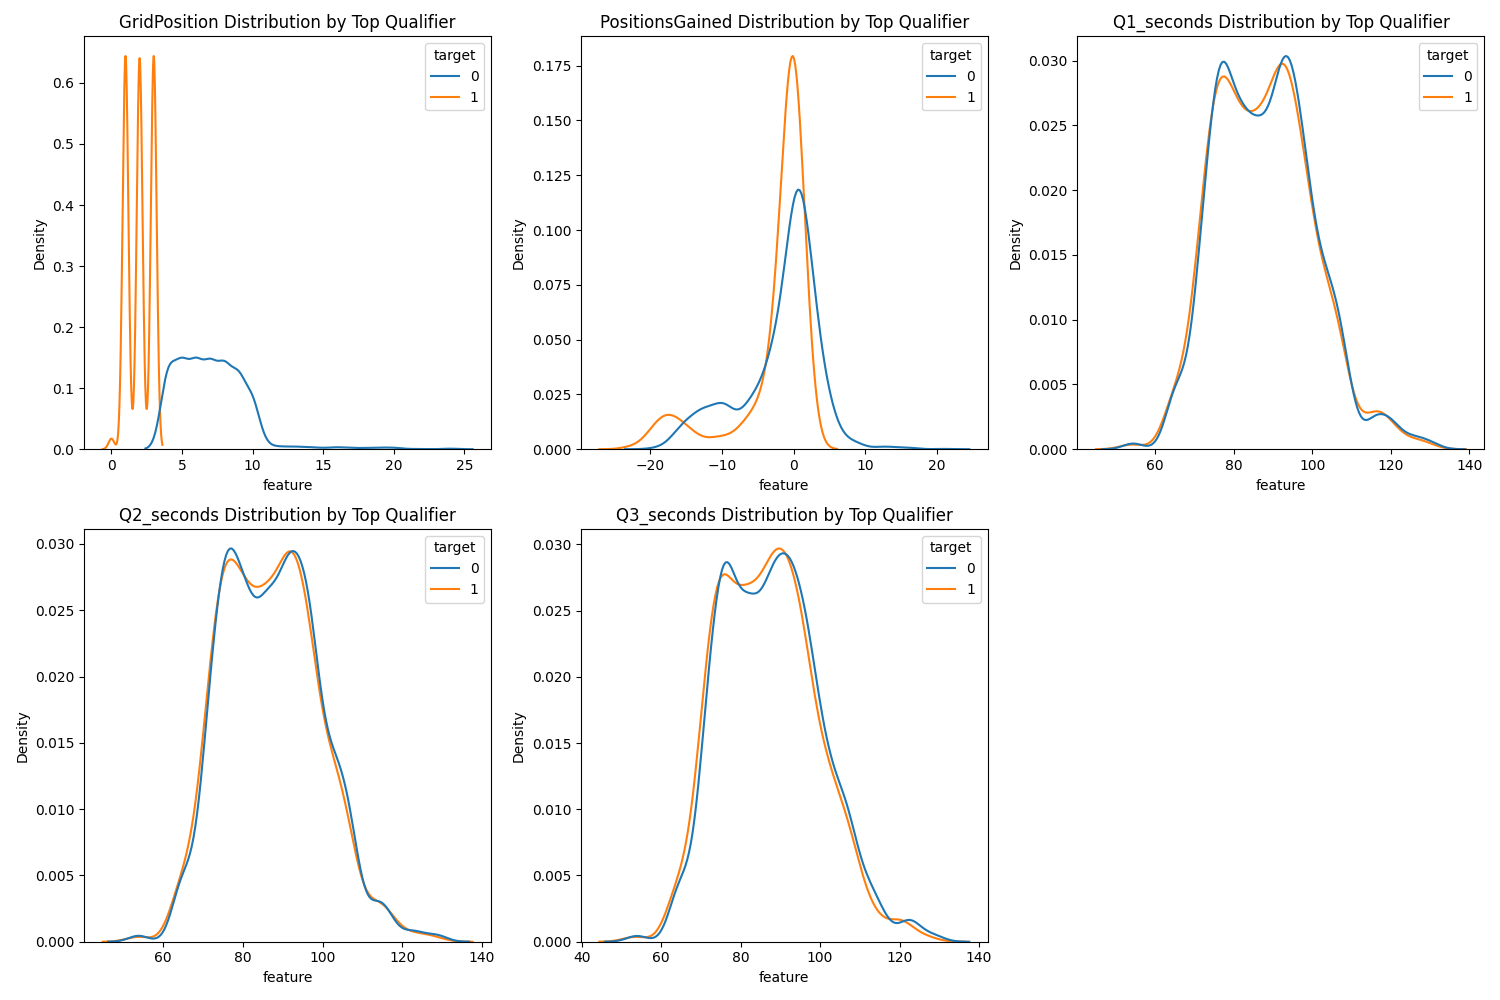 GridPosition Distribution by Top Qualifier
target
0
1
0.6
0.5
0.4
0.3
0.2
0.1
0.0
Density
0 5 10 15 20 25
feature
PositionsGained Distribution by Top Qualifier
target
0
1
0.175
0.150
0.125
0.100
0.075
0.050
0.025
0.000
Density
−20 −10 0 10 20
feature
Q1_seconds Distribution by Top Qualifier
target
0
1
0.030
0.025
0.020
0.015
0.010
0.005
0.000
Density
60 80 100 120 140
feature
Q2_seconds Distribution by Top Qualifier
target
0
1
0.030
0.025
0.020
0.015
0.010
0.005
0.000
Density
60 80 100 120 140
feature
Q3_seconds Distribution by Top Qualifier
target
0
1
0.030
0.025
0.020
0.015
0.010
0.005
0.000
Density
40 60 80 100 120 140
feature